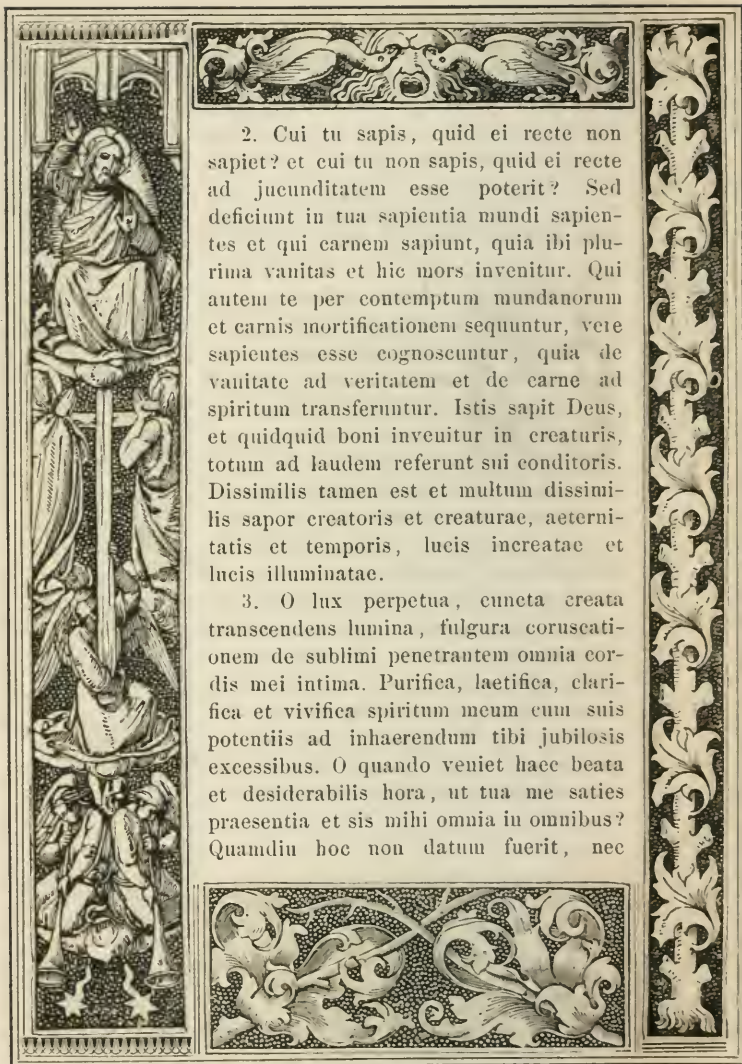 2. Cui tu sapis, quid ei recte non
sapiet? et cui tu non sapis, quid ei recte
ad jucunditatem esse poterit? Sed
deficiunt in tua sapientia mundi sapien-
tes et qui carnem sapiunt, quia ibi plu-
rima vanitas et hic mors invenitur. Qui
autem te per contemptum mundanorum
et carnis mortificationem sequuntur, vere
sapientes esse cognoscuntur, quia de
vanitate ad veritatem et de carne ad
spiritum transferuntur. Istis sapit Deus,
et quidquid boni invenitur in creaturis,
totum ad laudem referunt sui conditoris.
Dissimilis tamen est et multum dissimi-
lis sapor creatoris et creaturae, aeterni-
tatis et temporis, lucis increatae et
lucis illuminatae.
3. O lux perpetua, cuncta creata
transcendens lumina, fulgura coruscati-
onem de sublimi penetrantem omnia cor-
dis mei intima. Purifica, laetifica, clari-
fica et vivifica spiritum meum cum suis
potentiis ad inhaerendum tibi jubilosis
excessibus. O quando veniet haec beata
et desiderabilis hora, ut tua me saties
praesentia et sis mihi omnia in omnibus?
Quamdiu hoc non datum fuerit, nec